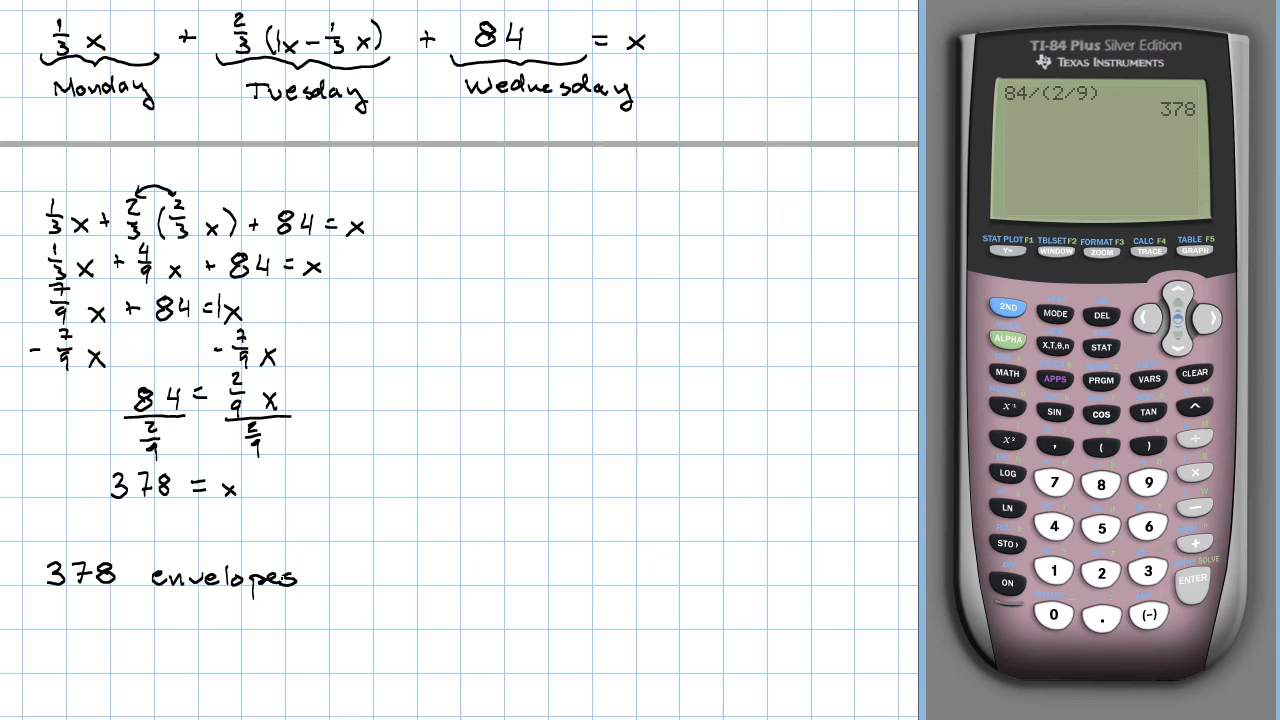 1/3 x + 2/3 (1x − 1/3 x) + 84 = x
Monday Tuesday Wednesday
1/3 x + 2/3 (2/3 x) + 84 = x
1/3 x + 4/9 x + 84 = x
7/9 x + 84 = 1x
− 7/9 x − 7/9 x
84 = 2/9 x
2/9 2/9
378 = x
378 envelopes
TI-84 Plus Silver Edition
TEXAS INSTRUMENTS
84/(2/9)
378
STAT PLOT F1 TBLSET F2 FORMAT F3 CALC F4 TABLE F5
Y= WINDOW ZOOM TRACE GRAPH
2ND MODE DEL
ALPHA X,T,θ,n STAT
MATH APPS PRGM VARS CLEAR
x⁻¹ SIN COS TAN ^
x² , ( ) ÷
LOG 7 8 9 ×
LN 4 5 6 −
STO› 1 2 3 +
OFF SOLVE
ON 0 . (−) ENTER